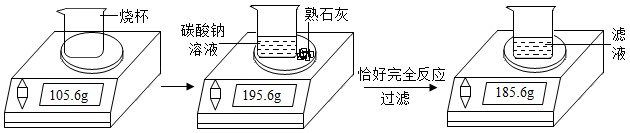 烧杯
105.6g
碳酸钠
溶液
熟石灰
195.6g
恰好完全反应
过滤
滤
液
185.6g